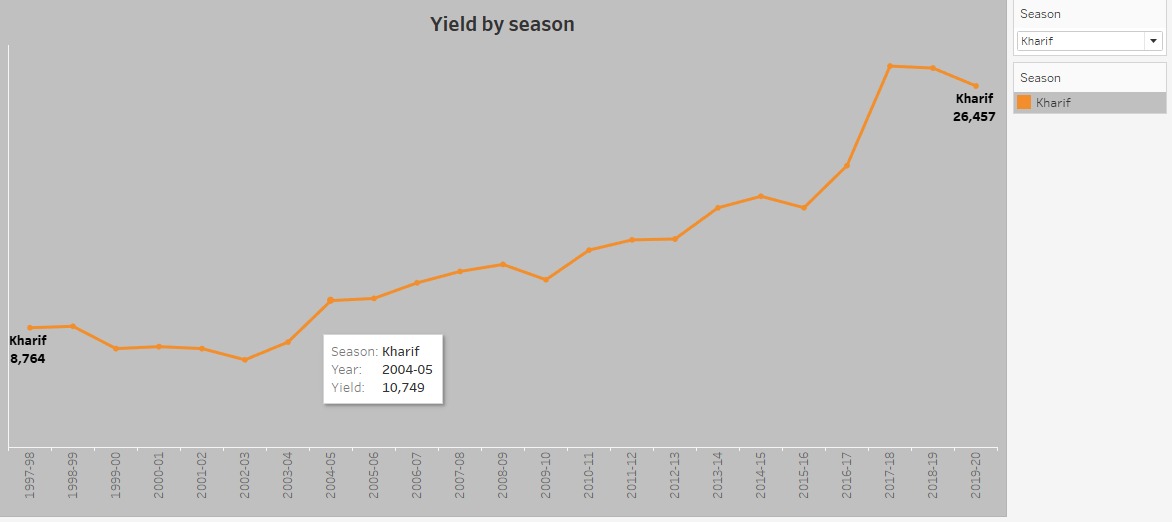 Yield by season
Season
Kharif
Season
Kharif
Kharif
26,457
Kharif
8,764
Season: Kharif
Year: 2004-05
Yield: 10,749
1997-98
1998-99
1999-00
2000-01
2001-02
2002-03
2003-04
2004-05
2005-06
2006-07
2007-08
2008-09
2009-10
2010-11
2011-12
2012-13
2013-14
2014-15
2015-16
2016-17
2017-18
2018-19
2019-20